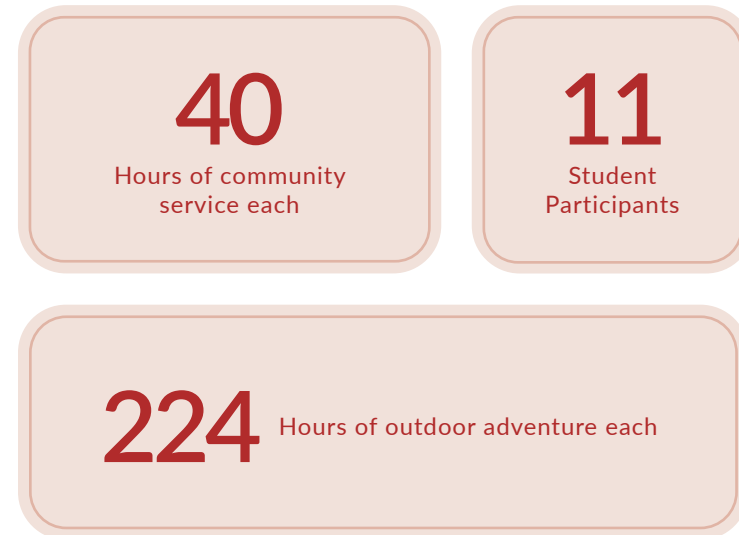 40
Hours of community
service each
11
Student
Participants
224 Hours of outdoor adventure each